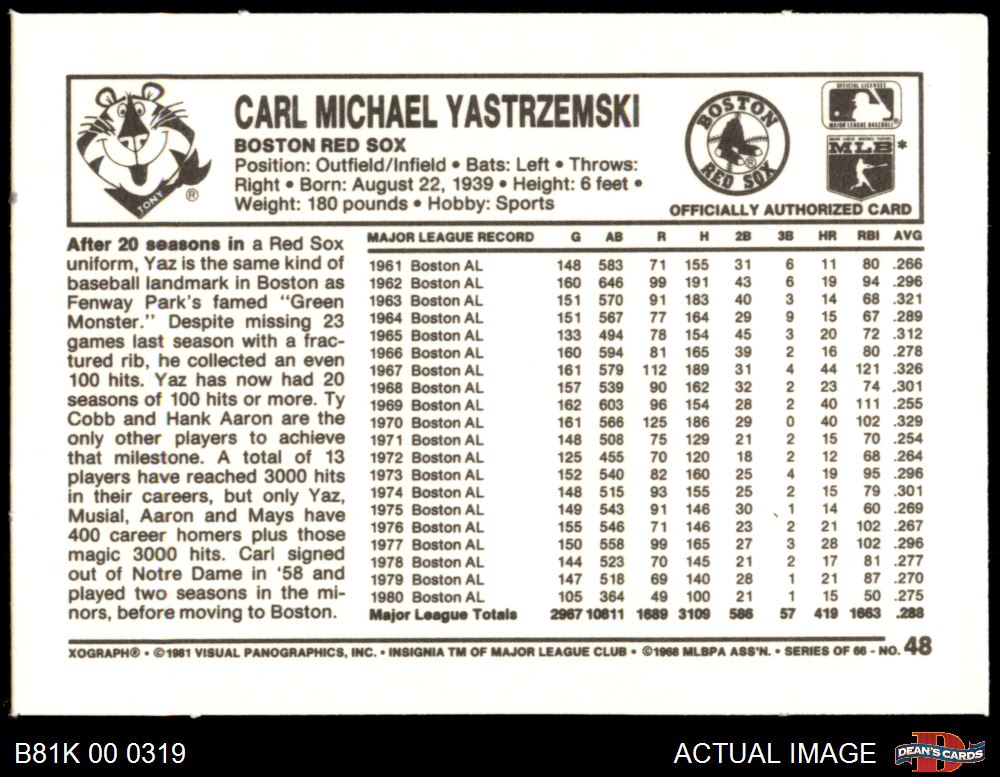 CARL MICHAEL YASTRZEMSKI
BOSTON RED SOX
Position: Outfield/Infield • Bats: Left • Throws:
Right • Born: August 22, 1939 • Height: 6 feet •
Weight: 180 pounds • Hobby: Sports
TONY
®
BOSTON
RED SOX
®
OFFICIAL LICENSEE
MAJOR LEAGUE BASEBALL®
MAJOR LEAGUE BASEBALL PLAYERS
MLB*
OFFICIALLY AUTHORIZED CARD
After 20 seasons in a Red Sox
uniform, Yaz is the same kind of
baseball landmark in Boston as
Fenway Park's famed "Green
Monster." Despite missing 23
games last season with a frac-
tured rib, he collected an even
100 hits. Yaz has now had 20
seasons of 100 hits or more. Ty
Cobb and Hank Aaron are the
only other players to achieve
that milestone. A total of 13
players have reached 3000 hits
in their careers, but only Yaz,
Musial, Aaron and Mays have
400 career homers plus those
magic 3000 hits. Carl signed
out of Notre Dame in '58 and
played two seasons in the mi-
nors, before moving to Boston.
MAJOR LEAGUE RECORD G AB R H 2B 3B HR RBI AVG
1961 Boston AL 148 583 71 155 31 6 11 80 .266
1962 Boston AL 160 646 99 191 43 6 19 94 .296
1963 Boston AL 151 570 91 183 40 3 14 68 .321
1964 Boston AL 151 567 77 164 29 9 15 67 .289
1965 Boston AL 133 494 78 154 45 3 20 72 .312
1966 Boston AL 160 594 81 165 39 2 16 80 .278
1967 Boston AL 161 579 112 189 31 4 44 121 .326
1968 Boston AL 157 539 90 162 32 2 23 74 .301
1969 Boston AL 162 603 96 154 28 2 40 111 .255
1970 Boston AL 161 566 125 186 29 0 40 102 .329
1971 Boston AL 148 508 75 129 21 2 15 70 .254
1972 Boston AL 125 455 70 120 18 2 12 68 .264
1973 Boston AL 152 540 82 160 25 4 19 95 .296
1974 Boston AL 148 515 93 155 25 2 15 79 .301
1975 Boston AL 149 543 91 146 30 1 14 60 .269
1976 Boston AL 155 546 71 146 23 2 21 102 .267
1977 Boston AL 150 558 99 165 27 3 28 102 .296
1978 Boston AL 144 523 70 145 21 2 17 81 .277
1979 Boston AL 147 518 69 140 28 1 21 87 .270
1980 Boston AL 105 364 49 100 21 1 15 50 .275
Major League Totals 2967 10811 1689 3109 586 57 419 1663 .288
XOGRAPH® • ©1981 VISUAL PANOGRAPHICS, INC. • INSIGNIA TM OF MAJOR LEAGUE CLUB • ©1968 MLBPA ASS'N. • SERIES OF 66 - NO. 48
B81K 00 0319
ACTUAL IMAGE
DEAN'S CARDS